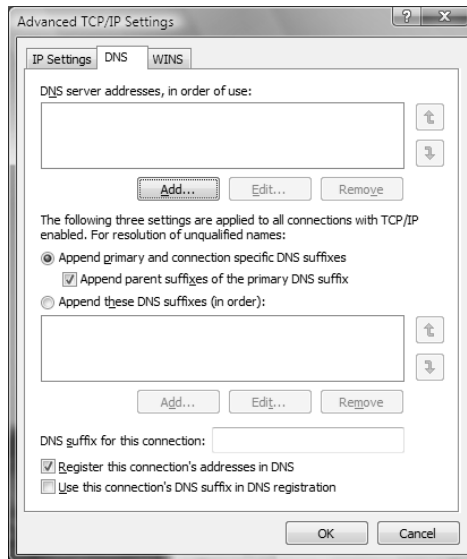 Advanced TCP/IP Settings
IP Settings DNS WINS
DNS server addresses, in order of use:
Add... Edit... Remove
The following three settings are applied to all connections with TCP/IP
enabled. For resolution of unqualified names:
Append primary and connection specific DNS suffixes
Append parent suffixes of the primary DNS suffix
Append these DNS suffixes (in order):
Add... Edit... Remove
DNS suffix for this connection:
Register this connection's addresses in DNS
Use this connection's DNS suffix in DNS registration
OK Cancel